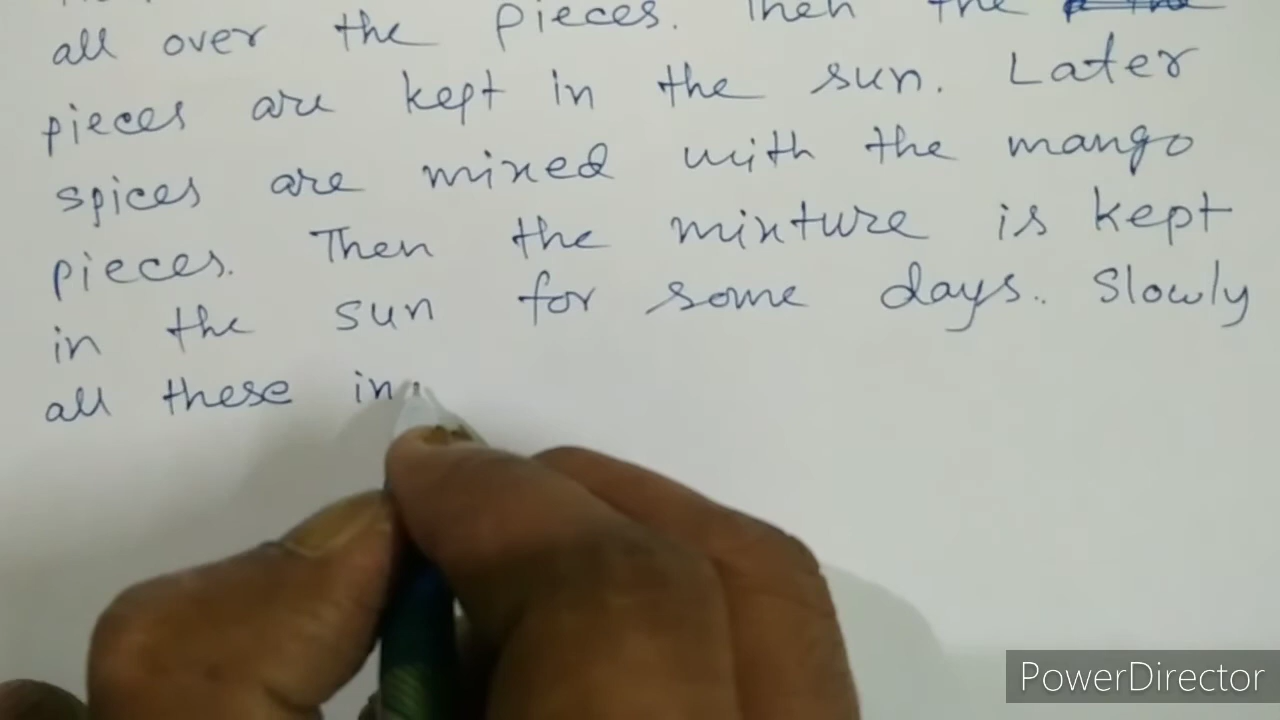 all over the pieces. Then the
pieces are kept in the sun. Later
spices are mixed with the mango
pieces. Then the mixture is kept
in the sun for some days.. Slowly
all these in
PowerDirector